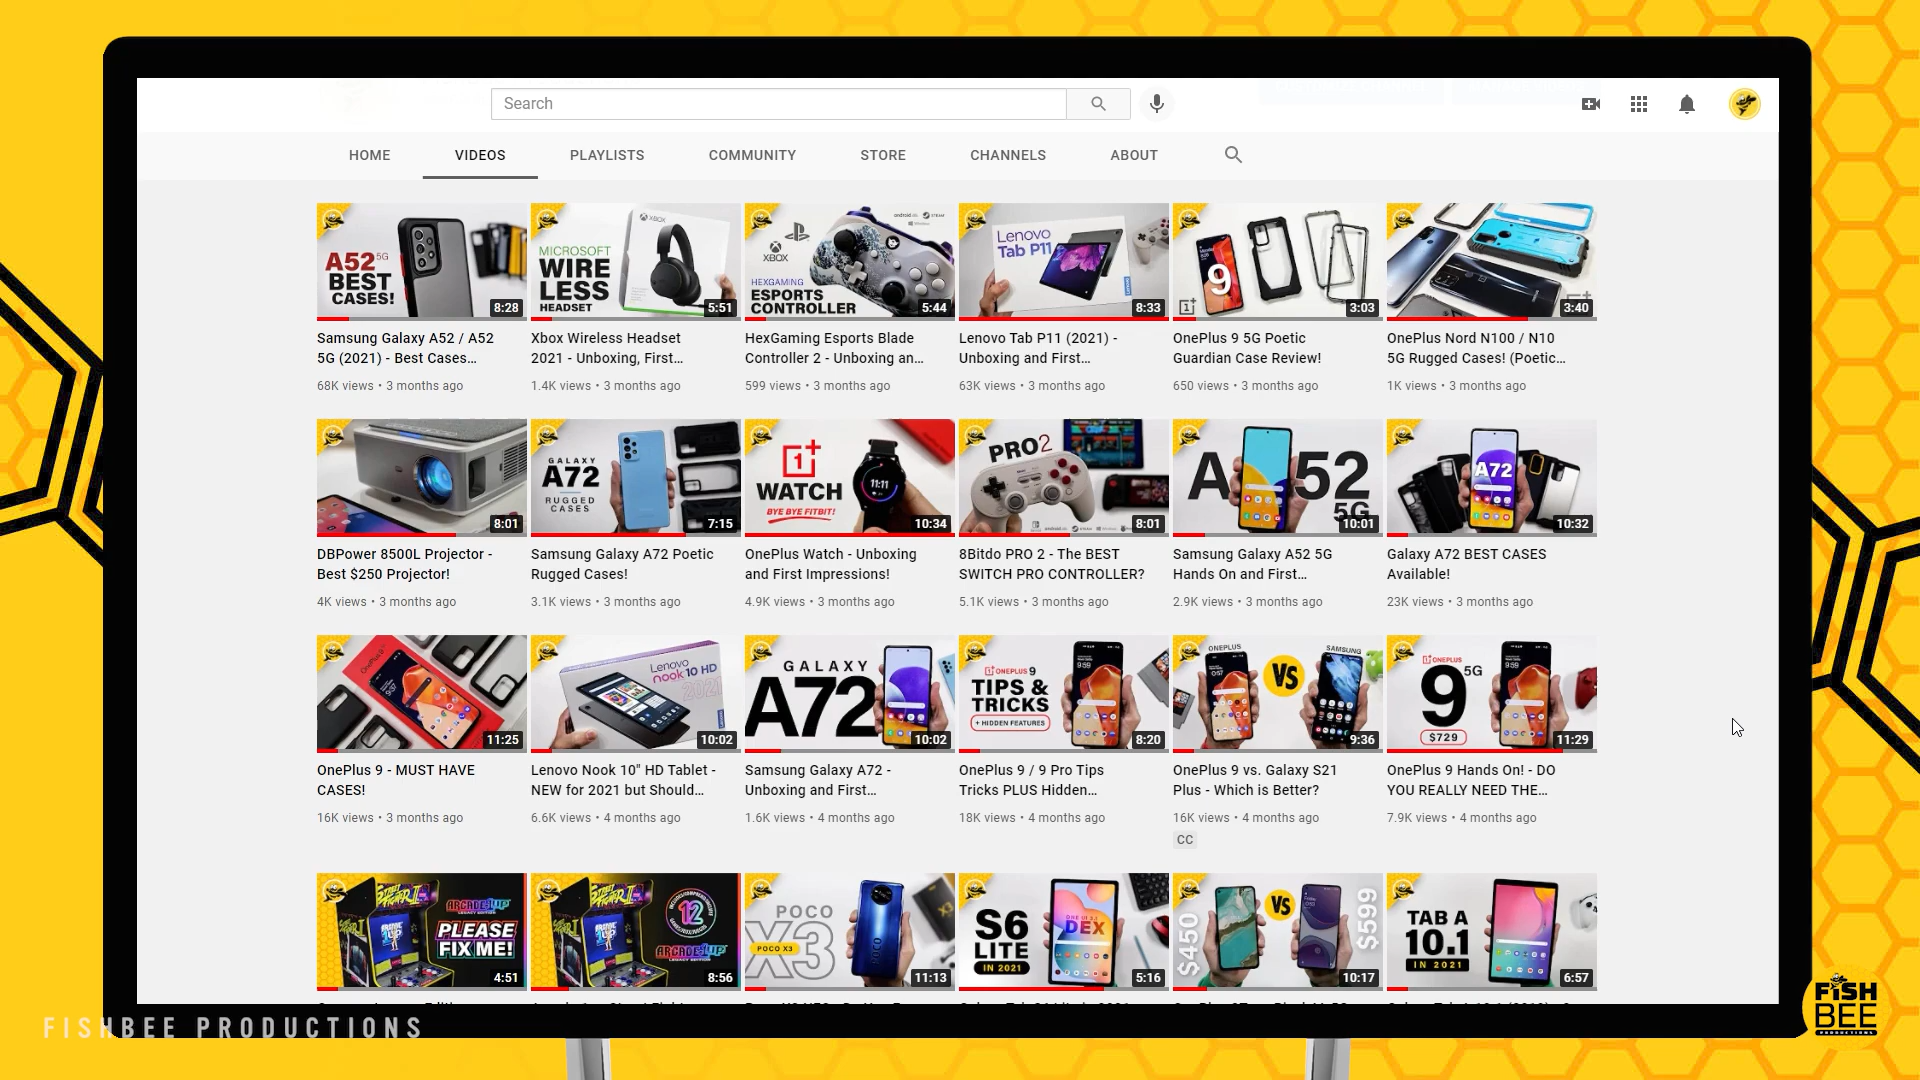 Search
HOME
VIDEOS
PLAYLISTS
COMMUNITY
STORE
CHANNELS
ABOUT
A52 5G
BEST
CASES!
8:28
XBOX
MICROSOFT
WIRE
LESS
HEADSET
5:51
XBOX
HEXGAMING
ESPORTS
CONTROLLER
5:44
Lenovo
Tab P11
8:33
9
3:03
3:40
Samsung Galaxy A52 / A52
5G (2021) - Best Cases...
68K views • 3 months ago
Xbox Wireless Headset
2021 - Unboxing, First...
1.4K views • 3 months ago
HexGaming Esports Blade
Controller 2 - Unboxing an...
599 views • 3 months ago
Lenovo Tab P11 (2021) -
Unboxing and First...
63K views • 3 months ago
OnePlus 9 5G Poetic
Guardian Case Review!
650 views • 3 months ago
OnePlus Nord N100 / N10
5G Rugged Cases! (Poetic...
1K views • 3 months ago
8:01
GALAXY
A72
RUGGED
CASES
7:15
WATCH
BYE BYE FITBIT!
11:11
10:34
PRO2
8:01
A 52
5G
10:01
A72
10:32
DBPower 8500L Projector -
Best $250 Projector!
4K views • 3 months ago
Samsung Galaxy A72 Poetic
Rugged Cases!
3.1K views • 3 months ago
OnePlus Watch - Unboxing
and First Impressions!
4.9K views • 3 months ago
8Bitdo PRO 2 - The BEST
SWITCH PRO CONTROLLER?
5.1K views • 3 months ago
Samsung Galaxy A52 5G
Hands On and First...
2.9K views • 3 months ago
Galaxy A72 BEST CASES
Available!
23K views • 3 months ago
11:25
Lenovo
nook 10 HD
2021
10:02
GALAXY
A72
10:02
ONEPLUS 9
TIPS &
TRICKS
+ HIDDEN FEATURES
8:20
ONEPLUS
VS
SAMSUNG
9:36
ONEPLUS
9 5G
$729
11:29
OnePlus 9 - MUST HAVE
CASES!
16K views • 3 months ago
Lenovo Nook 10" HD Tablet -
NEW for 2021 but Should...
6.6K views • 4 months ago
Samsung Galaxy A72 -
Unboxing and First...
1.6K views • 4 months ago
OnePlus 9 / 9 Pro Tips
Tricks PLUS Hidden...
18K views • 4 months ago
OnePlus 9 vs. Galaxy S21
Plus - Which is Better?
16K views • 4 months ago
CC
OnePlus 9 Hands On! - DO
YOU REALLY NEED THE...
7.9K views • 4 months ago
ARCADE1UP
PLEASE
FIX ME!
4:51
12
ARCADE1UP
8:56
POCO
X3
POCO X3
11:13
S6
LITE
IN 2021
DEX
5:16
$450
VS
$599
10:17
TAB A
10.1
IN 2021
6:57
FISHBEE PRODUCTIONS
FISH
BEE
PRODUCTIONS